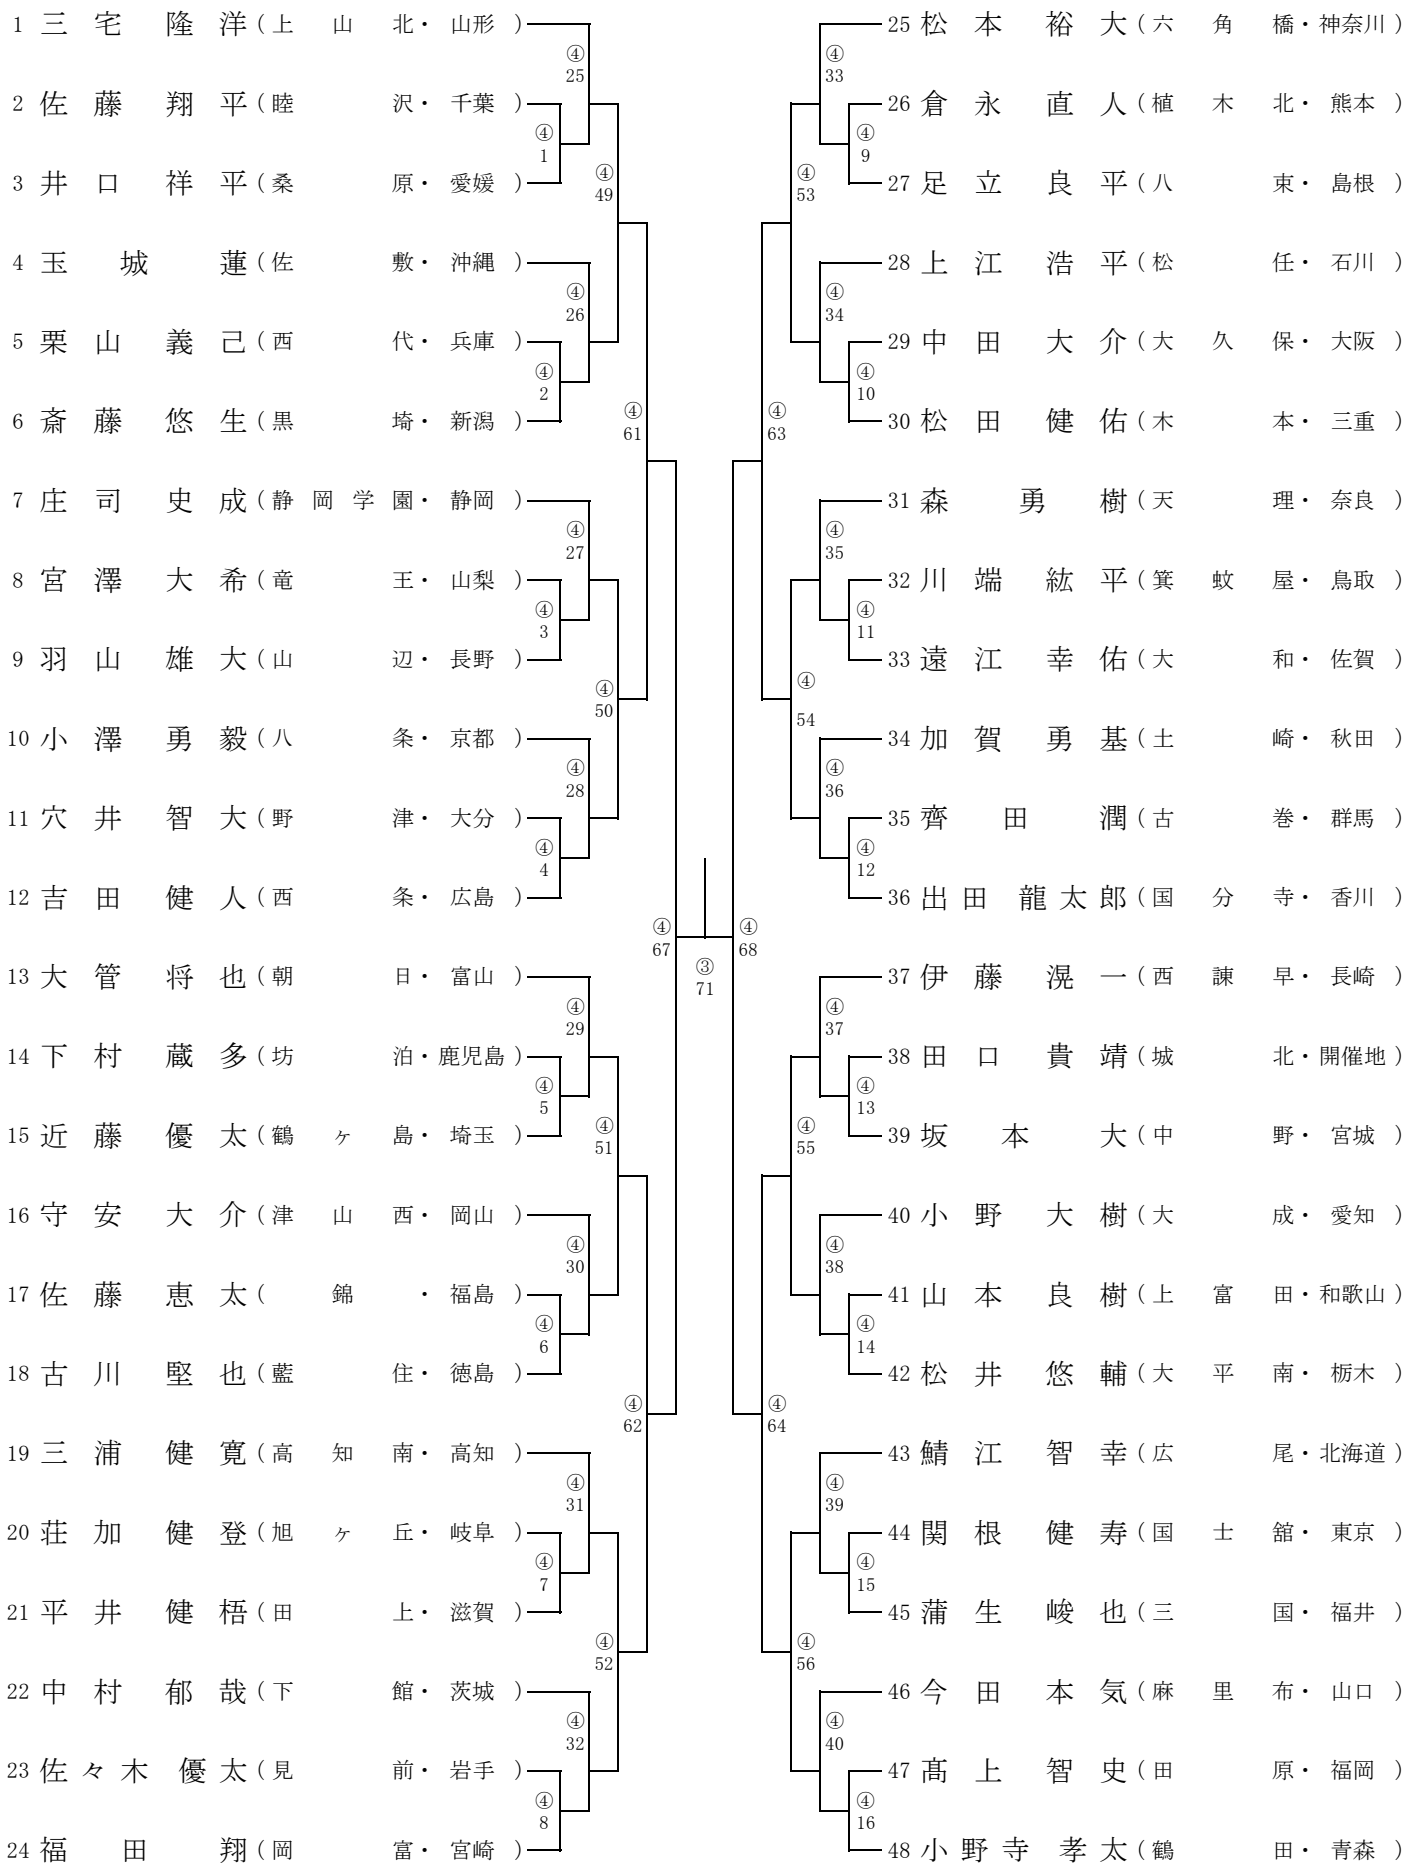 1 三宅隆洋(上山北・山形)
④
25
2 佐藤翔平(睦沢・千葉)
④
1
3 井口祥平(桑原・愛媛)
④
49
4 玉城蓮(佐敷・沖縄)
④
26
5 栗山義己(西代・兵庫)
④
2
6 斎藤悠生(黒埼・新潟)
④
61
7 庄司史成(静岡学園・静岡)
④
27
8 宮澤大希(竜王・山梨)
④
3
9 羽山雄大(山辺・長野)
④
50
10 小澤勇毅(八条・京都)
④
28
11 穴井智大(野津・大分)
④
4
12 吉田健人(西条・広島)
④
67
13 大管将也(朝日・富山)
④
29
14 下村蔵多(坊泊・鹿児島)
④
5
15 近藤優太(鶴ヶ島・埼玉)
④
51
16 守安大介(津山西・岡山)
④
30
17 佐藤恵太(錦・福島)
④
6
18 古川堅也(藍住・徳島)
④
62
19 三浦健寛(高知南・高知)
④
31
20 荘加健登(旭ヶ丘・岐阜)
④
7
21 平井健梧(田上・滋賀)
④
52
22 中村郁哉(下館・茨城)
④
32
23 佐々木優太(見前・岩手)
④
8
24 福田翔(岡富・宮崎)
③
71
25 松本裕大(六角橋・神奈川)
④
33
26 倉永直人(植木北・熊本)
④
9
27 足立良平(八束・島根)
④
53
28 上江浩平(松任・石川)
④
34
29 中田大介(大久保・大阪)
④
10
30 松田健佑(木本・三重)
④
63
31 森勇樹(天理・奈良)
④
35
32 川端紘平(箕蚊屋・鳥取)
④
11
33 遠江幸佑(大和・佐賀)
④
54
34 加賀勇基(土崎・秋田)
④
36
35 齊田潤(古巻・群馬)
④
12
36 出田龍太郎(国分寺・香川)
④
68
37 伊藤滉一(西諫早・長崎)
④
37
38 田口貴靖(城北・開催地)
④
13
39 坂本大(中野・宮城)
④
55
40 小野大樹(大成・愛知)
④
38
41 山本良樹(上富田・和歌山)
④
14
42 松井悠輔(大平南・栃木)
④
64
43 鯖江智幸(広尾・北海道)
④
39
44 関根健寿(国士舘・東京)
④
15
45 蒲生峻也(三国・福井)
④
56
46 今田本気(麻里布・山口)
④
40
47 髙上智史(田原・福岡)
④
16
48 小野寺孝太(鶴田・青森)